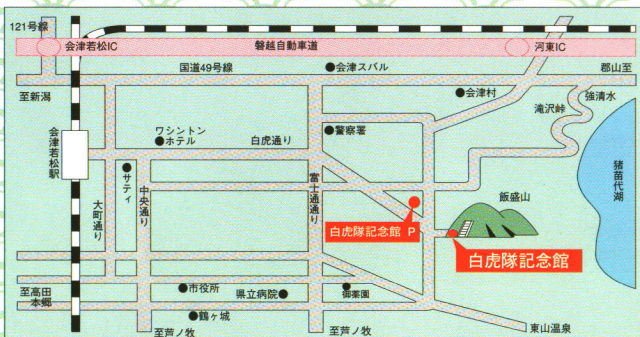 121号線
会津若松IC
磐越自動車道
河東IC
国道49号線
会津スバル
郡山至
至新潟
会津村
強清水
滝沢峠
ワシントン
ホテル
白虎通り
警察署
会津若松駅
サティ
猪苗代湖
大町通り
中央通り
富士通通り
飯盛山
白虎隊記念館 P
白虎隊記念館
至高田
本郷
市役所
県立病院
御薬園
鶴ヶ城
至芦ノ牧
至芦ノ牧
東山温泉